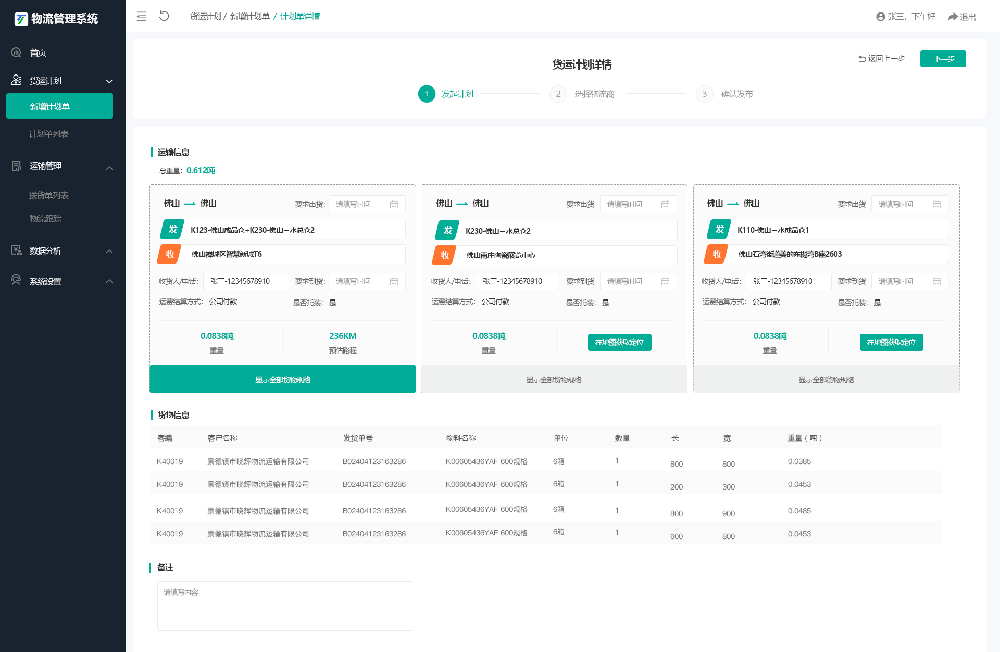 物流管理系统
首页
货运计划
新增计划单
计划单列表
运输管理
送货单列表
物流跟踪
数据分析
系统设置
货运计划 / 新增计划单 / 计划单详情
张三，下午好 退出
货运计划详情
返回上一步 下一步
1 发起计划 2 选择物流商 3 确认发布
运输信息
总重量：0.612吨
佛山 佛山 要求出货： 请填写时间
发 K123-佛山成品仓+K230-佛山三水总仓2
收 佛山禅城区智慧新城T6
收货人/电话： 张三-12345678910 要求到货： 请填写时间
运费结算方式： 公司付款 是否托装： 是
0.0838吨 236KM
重量 预估路程
显示全部货物规格
佛山 佛山 要求出货 请填写时间
发 K230-佛山三水总仓2
收 佛山南庄陶瓷展览中心
收货人/电话： 张三-12345678910 要求到货 请填写时间
运费结算方式： 公司付款 是否托装： 是
0.0838吨
重量
在地图获取定位
显示全部货物规格
佛山 佛山 要求出货 请填写时间
发 K110-佛山三水成品仓1
收 佛山石湾街道美的东樾湾B座2603
收货人/电话： 张三-12345678910 要求到货 请填写时间
运费结算方式： 公司付款 是否托装： 是
0.0838吨
重量
在地图获取定位
显示全部货物规格
货物信息
客编 客户名称 发货单号 物料名称 单位 数量 长 宽 重量（吨）
K40019 景德镇市晓辉物流运输有限公司 B02404123163286 K00605436YAF 600规格 6箱 1 800 800 0.0385
K40019 景德镇市晓辉物流运输有限公司 B02404123163286 K00605436YAF 600规格 6箱 1 200 300 0.0453
K40019 景德镇市晓辉物流运输有限公司 B02404123163286 K00605436YAF 600规格 6箱 1 800 900 0.0485
K40019 景德镇市晓辉物流运输有限公司 B02404123163286 K00605436YAF 600规格 6箱 1 600 800 0.0453
备注
请填写内容